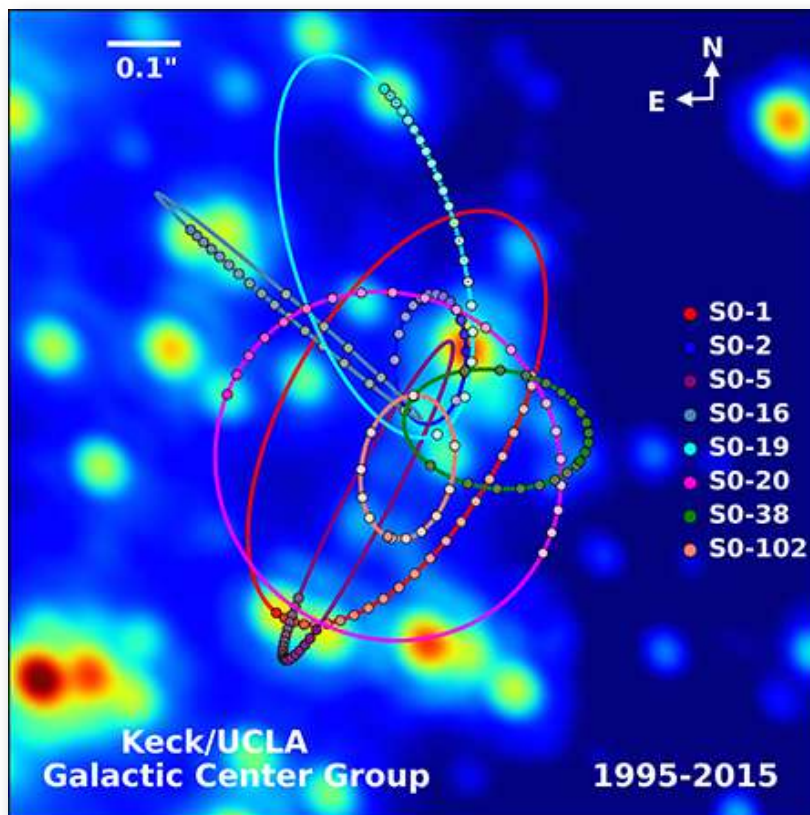 0.1"
N
E
S0-1
S0-2
S0-5
S0-16
S0-19
S0-20
S0-38
S0-102
Keck/UCLA
Galactic Center Group
1995-2015